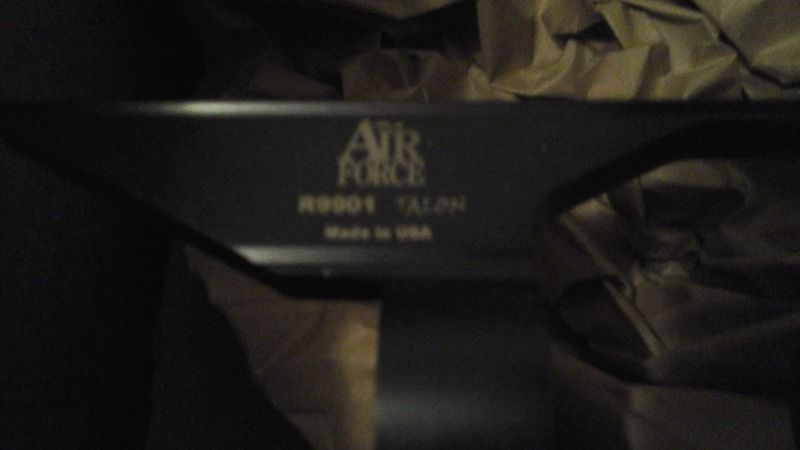 AIR
FORCE
R9901 TALON
Made in USA